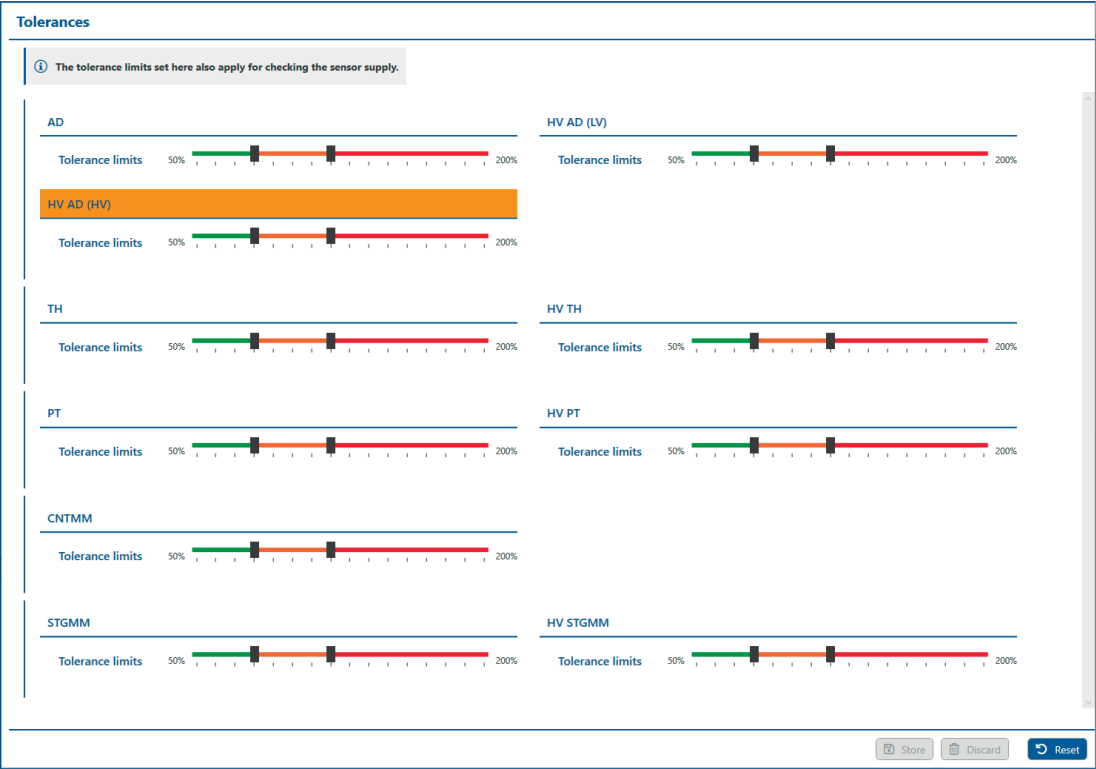 Tolerances
The tolerance limits set here also apply for checking the sensor supply.
AD
HV AD (LV)
Tolerance limits 50% 200%
Tolerance limits 50% 200%
HV AD (HV)
Tolerance limits 50% 200%
TH
HV TH
Tolerance limits 50% 200%
Tolerance limits 50% 200%
PT
HV PT
Tolerance limits 50% 200%
Tolerance limits 50% 200%
CNTMM
Tolerance limits 50% 200%
STGMM
HV STGMM
Tolerance limits 50% 200%
Tolerance limits 50% 200%
Store Discard Reset